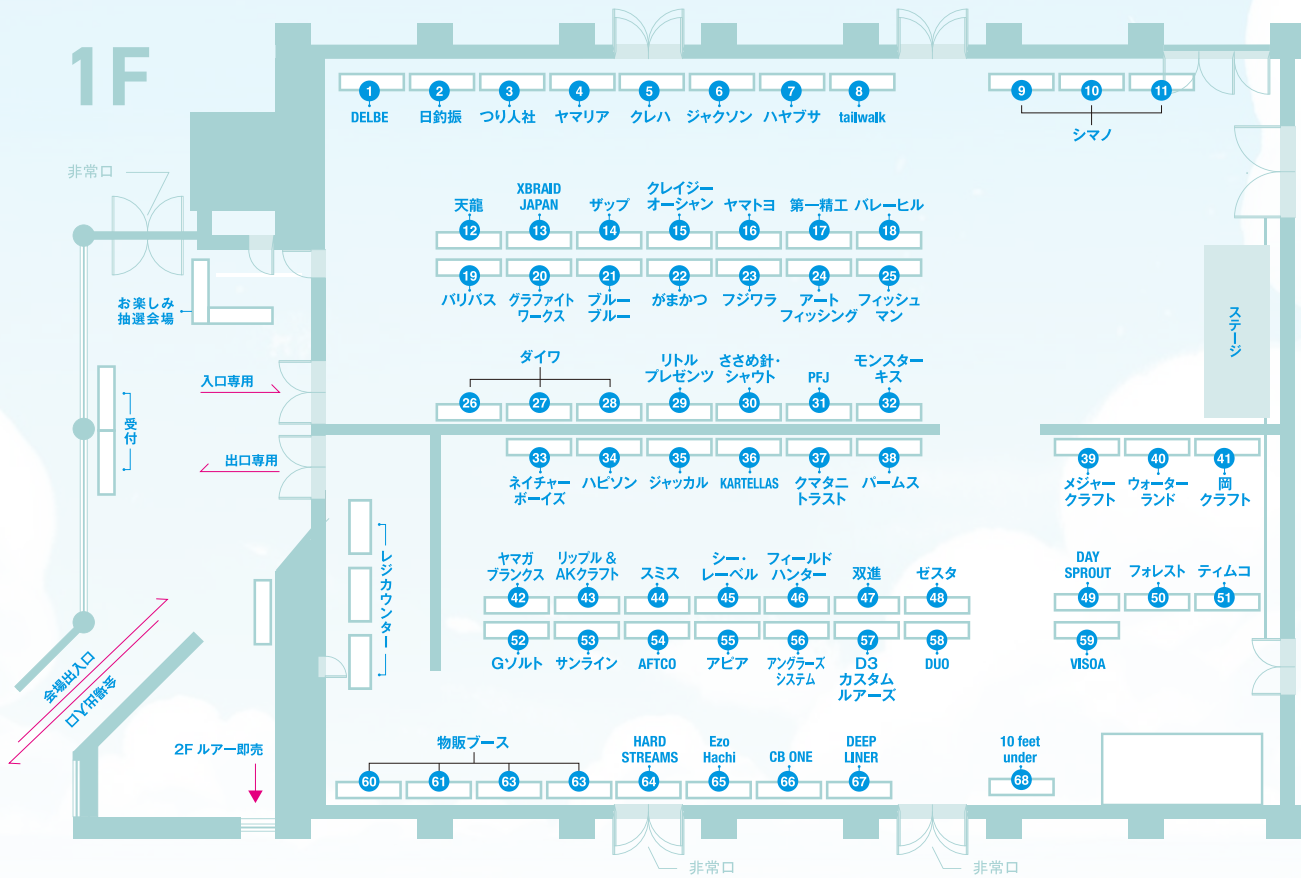 1F
1
2
3
4
5
6
7
8
9
10
11
DELBE
日釣振
つり人社
ヤマリア
クレハ
ジャクソン
ハヤブサ
tailwalk
シマノ
非常口
天龍
XBRAID
JAPAN
ザップ
クレイジー
オーシャン
ヤマトヨ
第一精工
バレーヒル
12
13
14
15
16
17
18
19
20
21
22
23
24
25
バリバス
グラファイト
ワークス
ブルー
ブルー
がまかつ
フジワラ
アート
フィッシング
フィッシュ
マン
お楽しみ
抽選会場
ステージ
ダイワ
リトル
プレゼンツ
ささめ針・
シャウト
PFJ
モンスター
キス
26
27
28
29
30
31
32
入口専用
受付
出口専用
33
34
35
36
37
38
39
40
41
ネイチャー
ボーイズ
ハピソン
ジャッカル
KARTELLAS
クマタニ
トラスト
パームス
メジャー
クラフト
ウォーター
ランド
岡
クラフト
レジカウンター
ヤマガ
ブランクス
リップル &
AKクラフト
スミス
シー・
レーベル
フィールド
ハンター
双進
ゼスタ
DAY
SPROUT
フォレスト
ティムコ
42
43
44
45
46
47
48
49
50
51
52
53
54
55
56
57
58
59
Gソルト
サンライン
AFTCO
アピア
アングラーズ
システム
D3
カスタム
ルアーズ
DUO
VISOA
会場出入口
会場出入口
2F ルアー即売
物販ブース
HARD
STREAMS
Ezo
Hachi
CB ONE
DEEP
LINER
10 feet
under
60
61
63
63
64
65
66
67
68
非常口
非常口